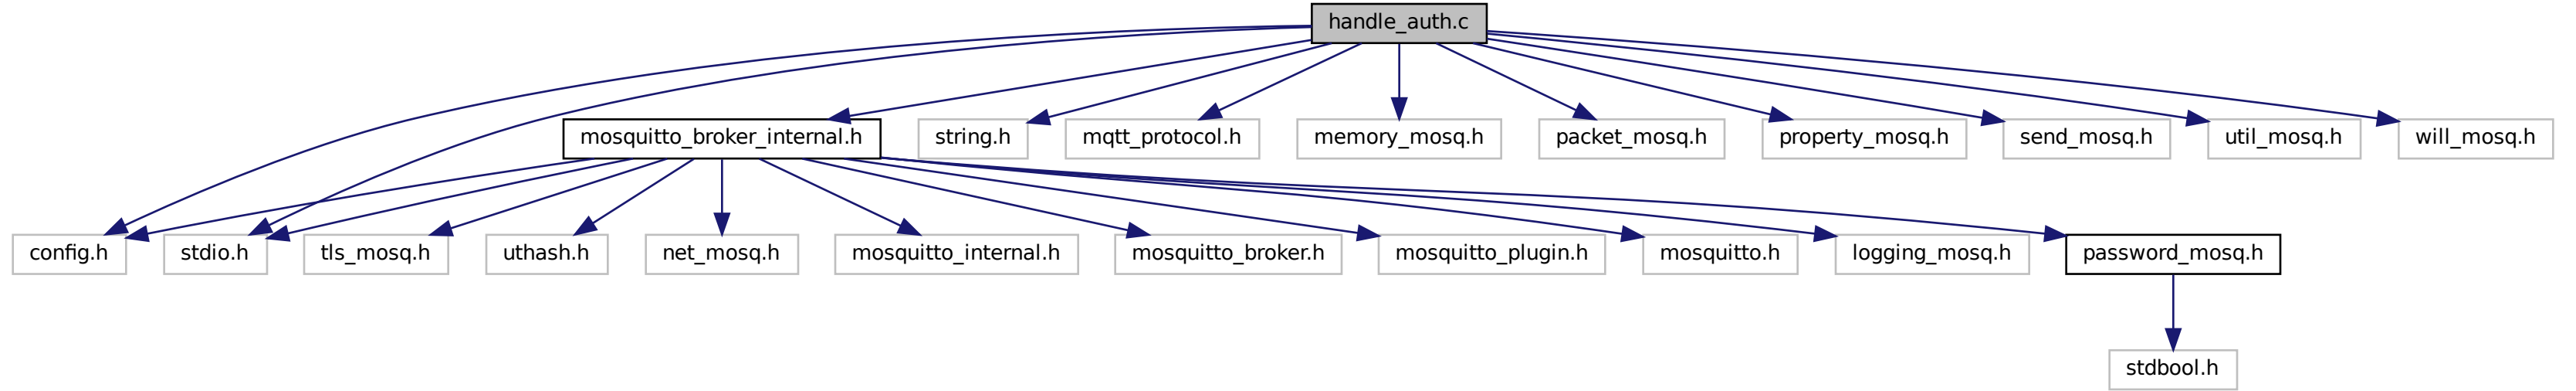 handle_auth.c
mosquitto_broker_internal.h
string.h
mqtt_protocol.h
memory_mosq.h
packet_mosq.h
property_mosq.h
send_mosq.h
util_mosq.h
will_mosq.h
config.h
stdio.h
tls_mosq.h
uthash.h
net_mosq.h
mosquitto_internal.h
mosquitto_broker.h
mosquitto_plugin.h
mosquitto.h
logging_mosq.h
password_mosq.h
stdbool.h